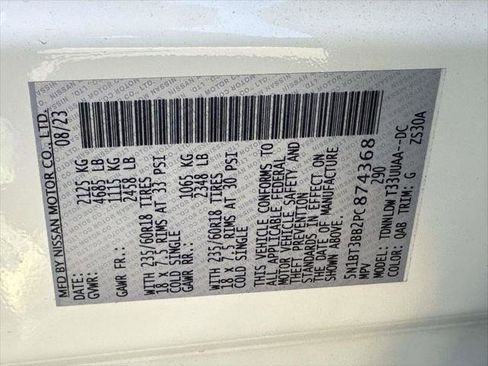 MFD BY NISSAN MOTOR CO., LTD.
DATE: 08/23
GVWR: 2125 KG
4685 LB
GAWR FR.: 1115 KG
2458 LB
WITH 235/60R18 TIRES
18 x 7.5 RIMS AT 33 PSI
COLD SINGLE
GAWR RR: 1065 KG
2348 LB
WITH 235/60R18 TIRES
18 x 7.5 RIMS AT 30 PSI
COLD SINGLE
THIS VEHICLE CONFORMS TO
ALL APPLICABLE FEDERAL
MOTOR VEHICLE SAFETY AND
THEFT PREVENTION
STANDARDS IN EFFECT ON
THE DATE OF MANUFACTURE
SHOWN ABOVE.
5N1BT3BB2PC874368
MPV 290
TDWNLDW T33UUAA--DC
COLOR: QAB TRIM: G ZS30A